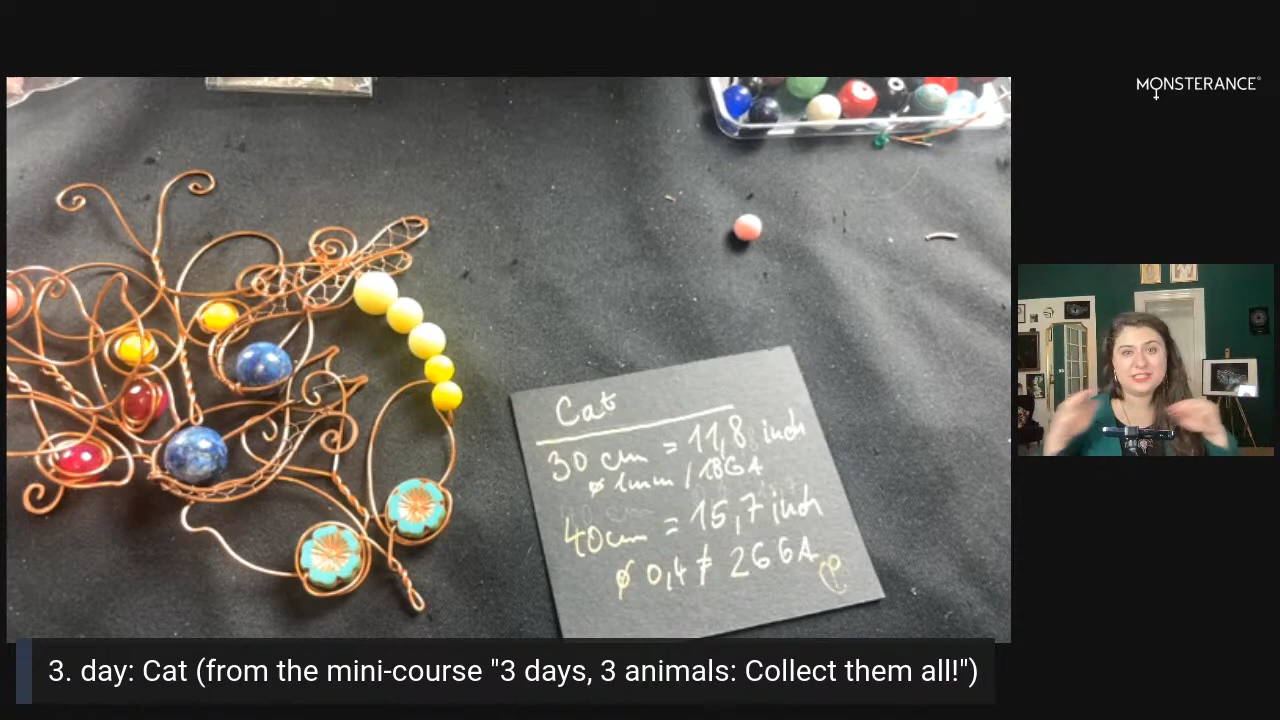 MONSTERANCE
Cat
30 cm = 11,8 inch
ø 1mm / 18GA
40cm = 15,7 inch
ø 0,4 ≠ 26GA
3. day: Cat (from the mini-course "3 days, 3 animals: Collect them all!")